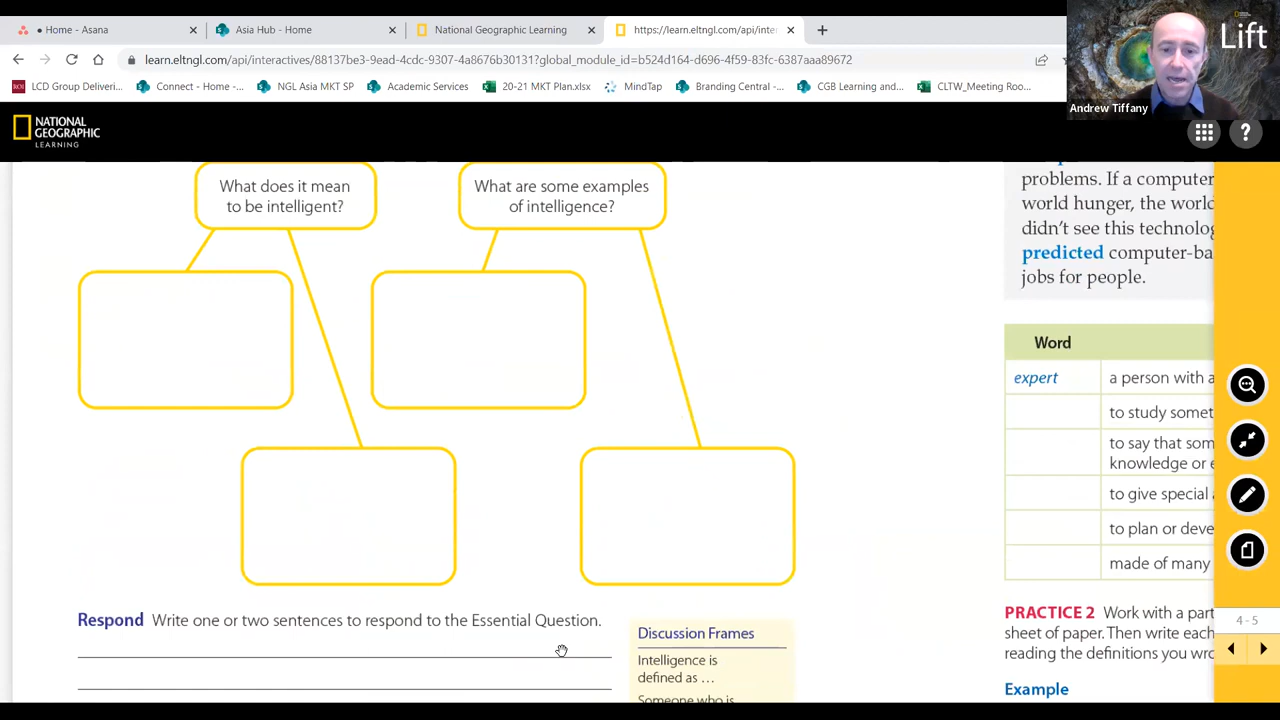 Home - Asana
Asia Hub - Home
National Geographic Learning
https://learn.eltngl.com/api/inter
Lift
learn.eltngl.com/api/interactives/88137be3-9ead-4cdc-9307-4a8676b30137?global_module_id=b524d164-d696-4f59-83fc-6387aaa89672
LCD Group Deliveri...
Connect - Home -...
NGL Asia MKT SP
Academic Services
20-21 MKT Plan.xlsx
MindTap
Branding Central -...
CGB Learning and...
CLTW_Meeting Roo...
Andrew Tiffany
NATIONAL
GEOGRAPHIC
LEARNING
What does it mean
to be intelligent?
What are some examples
of intelligence?
problems. If a computer
world hunger, the world
didn't see this technolog
predicted computer-ba
jobs for people.
Word
expert a person with a
to study somet
to say that som
knowledge or e
to give special a
to plan or deve
made of many
Respond Write one or two sentences to respond to the Essential Question.
Discussion Frames
Intelligence is
defined as ...
Someone who is
PRACTICE 2 Work with a part
sheet of paper. Then write each
reading the definitions you wro
Example
4 - 5